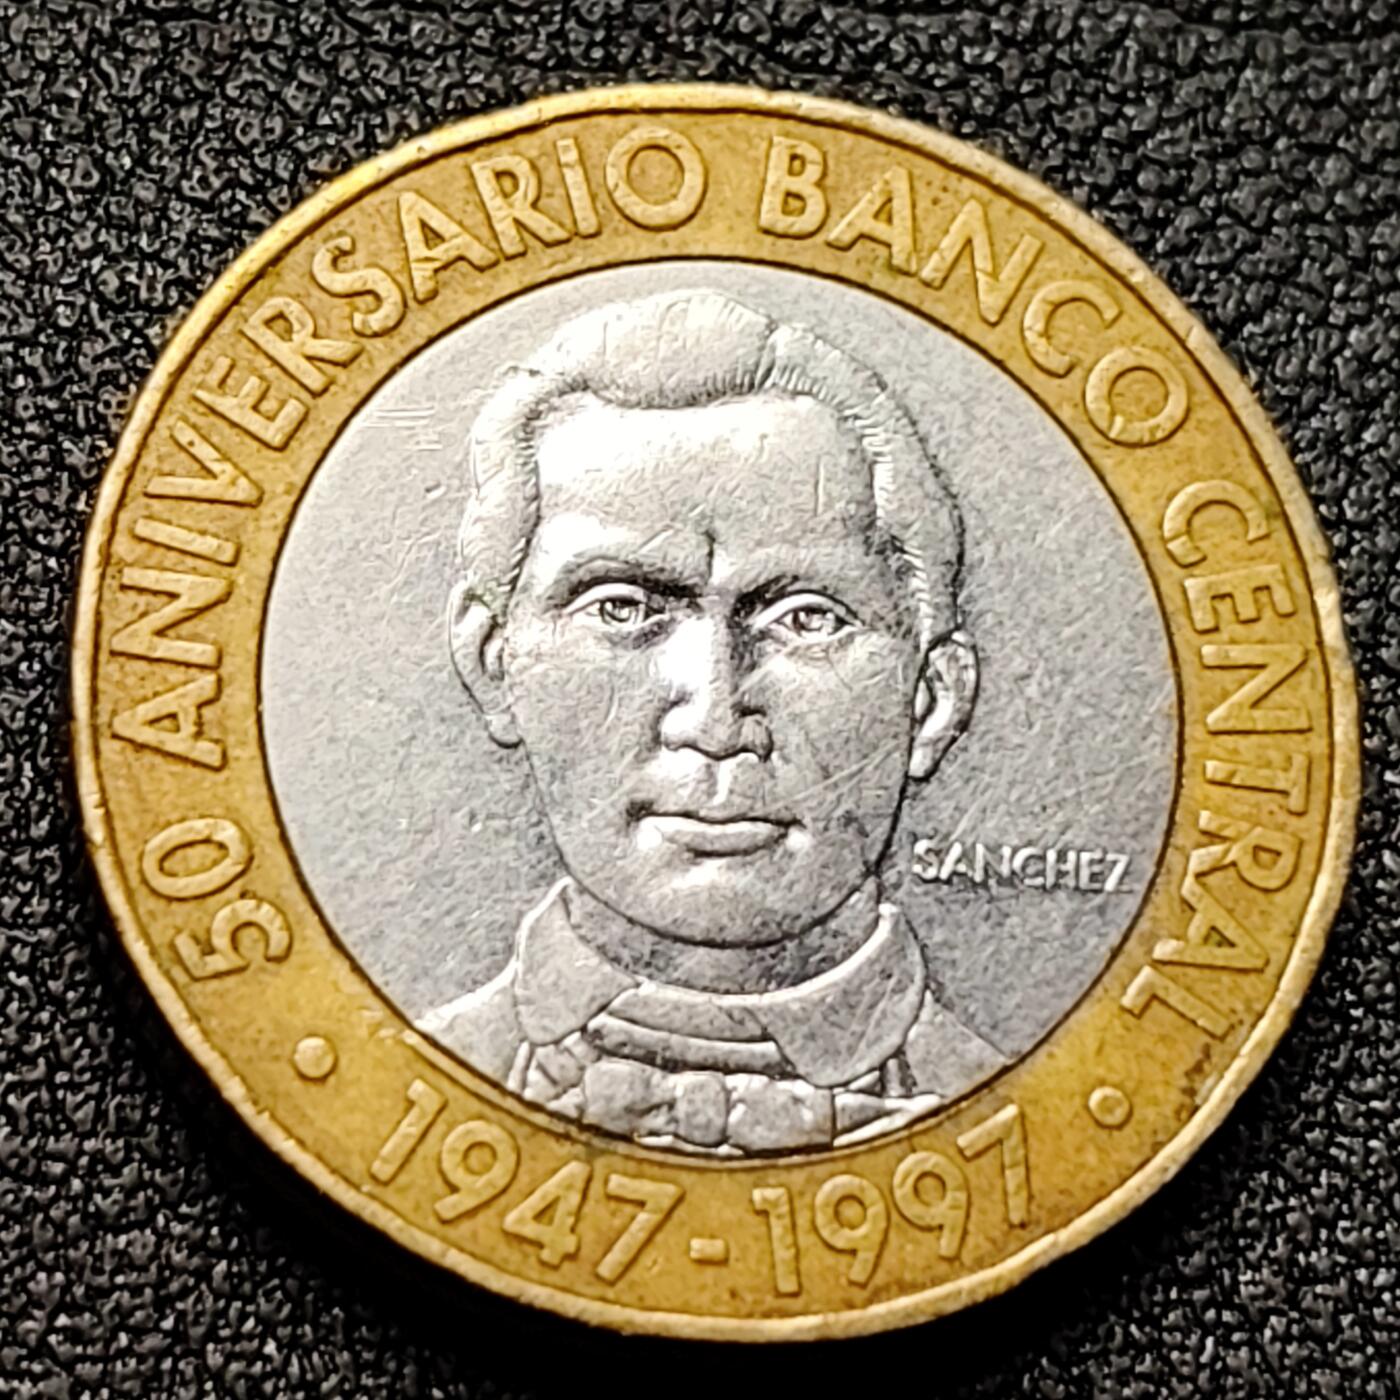 50 ANIVERSARIO BANCO CENTRAL
SANCHEZ
• 1947-1997 •